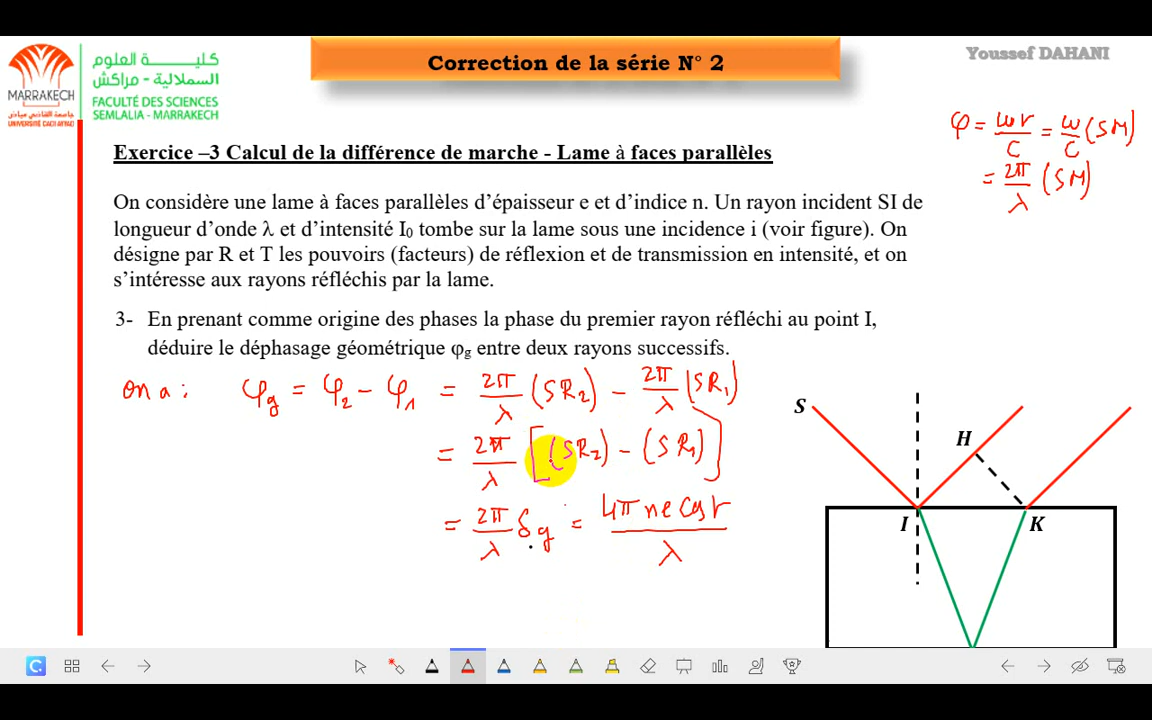 كليــــة العلوم
السملالية - مراكش
FACULTÉ DES SCIENCES
SEMLALIA - MARRAKECH
MARRAKECH
Correction de la série N° 2
Youssef DAHANI
φ = ωr/C = ω/C (SM)
= 2π/λ (SM)
Exercice –3 Calcul de la différence de marche - Lame à faces parallèles
On considère une lame à faces parallèles d’épaisseur e et d’indice n. Un rayon incident SI de
longueur d’onde λ et d’intensité I₀ tombe sur la lame sous une incidence i (voir figure). On
désigne par R et T les pouvoirs (facteurs) de réflexion et de transmission en intensité, et on
s’intéresse aux rayons réfléchis par la lame.
3- En prenant comme origine des phases la phase du premier rayon réfléchi au point I,
déduire le déphasage géométrique φg entre deux rayons successifs.
on a : φg = φ2 − φ1 = 2π/λ (SR2) − 2π/λ (SR1)
= 2π/λ [(SR2) − (SR1)]
= 2π/λ δg = 4π n e cos r / λ
S
H
I
K
C.